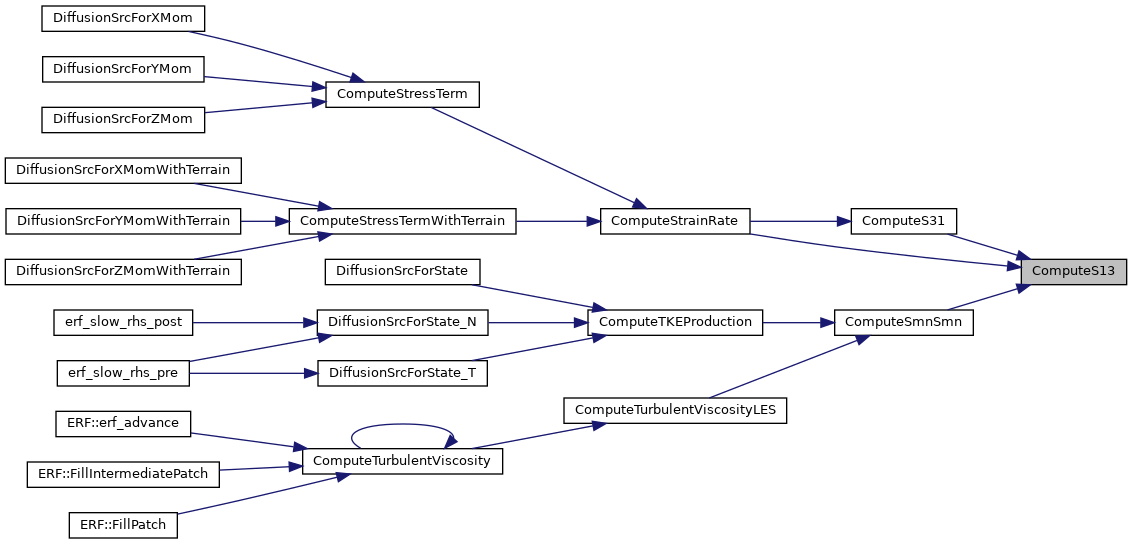 DiffusionSrcForXMom
DiffusionSrcForYMom
ComputeStressTerm
DiffusionSrcForZMom
DiffusionSrcForXMomWithTerrain
DiffusionSrcForYMomWithTerrain
ComputeStressTermWithTerrain
ComputeStrainRate
ComputeS31
DiffusionSrcForZMomWithTerrain
DiffusionSrcForState
ComputeS13
erf_slow_rhs_post
DiffusionSrcForState_N
ComputeTKEProduction
ComputeSmnSmn
erf_slow_rhs_pre
DiffusionSrcForState_T
ComputeTurbulentViscosityLES
ERF::erf_advance
ComputeTurbulentViscosity
ERF::FillIntermediatePatch
ERF::FillPatch